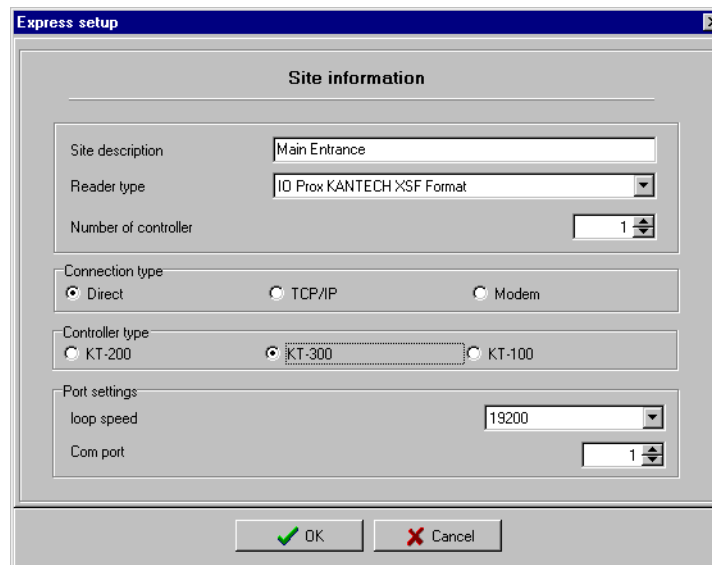 Express setup
Site information
Site description Main Entrance
Reader type IO Prox KANTECH XSF Format
Number of controller 1
Connection type
Direct TCP/IP Modem
Controller type
KT-200 KT-300 KT-100
Port settings
loop speed 19200
Com port 1
OK Cancel